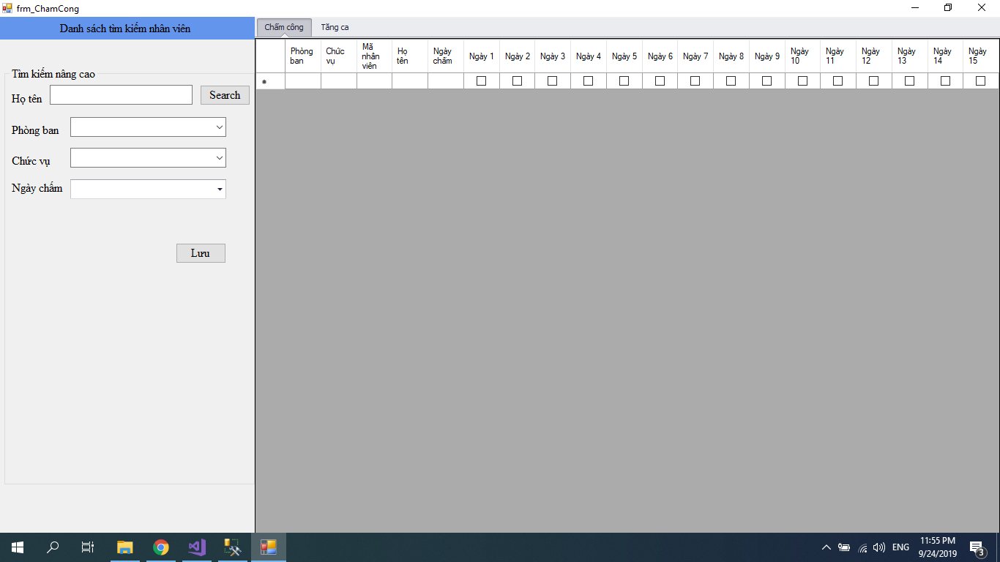 frm_ChamCong
Danh sách tìm kiếm nhân viên
Tìm kiếm nâng cao
Họ tên
Search
Phòng ban
Chức vụ
Ngày chấm
Lưu
Chấm công
Tăng ca
Phòng ban
Chức vụ
Mã nhân viên
Họ tên
Ngày chấm
Ngày 1
Ngày 2
Ngày 3
Ngày 4
Ngày 5
Ngày 6
Ngày 7
Ngày 8
Ngày 9
Ngày 10
Ngày 11
Ngày 12
Ngày 13
Ngày 14
Ngày 15
ENG
11:55 PM
9/24/2019
3